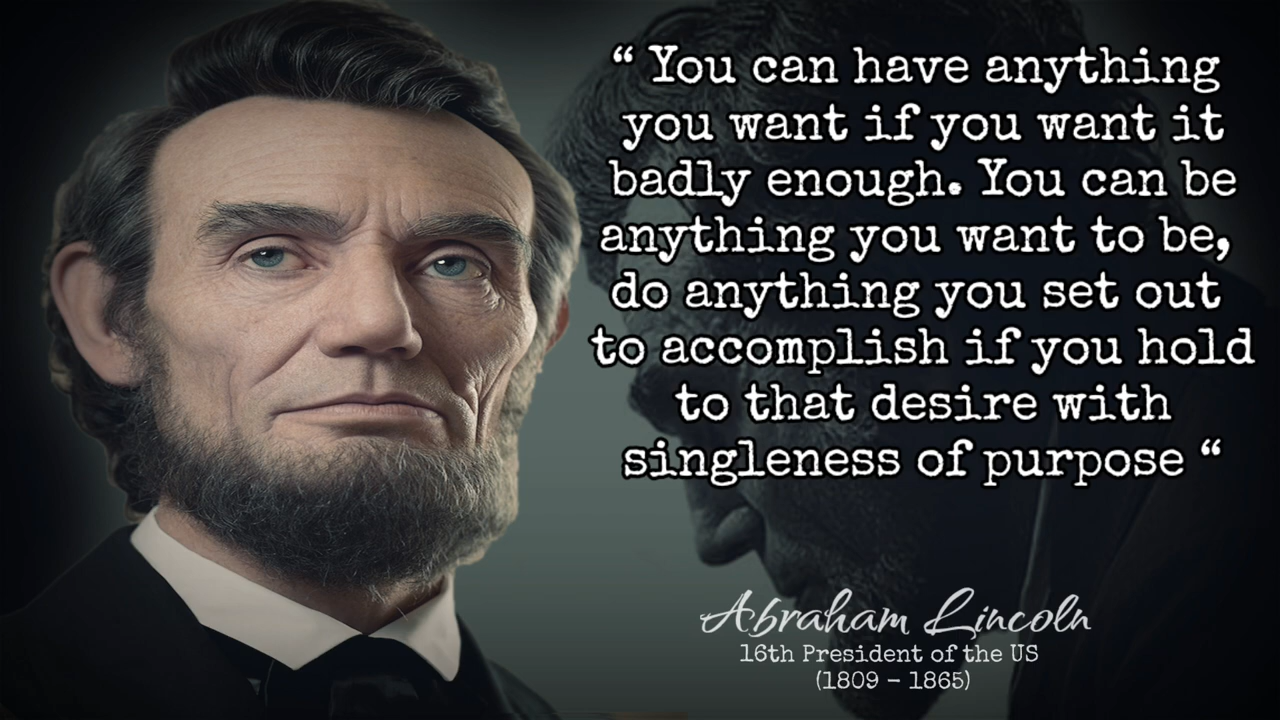 “ You can have anything
you want if you want it
badly enough. You can be
anything you want to be,
do anything you set out
to accomplish if you hold
to that desire with
singleness of purpose “
Abraham Lincoln
16th President of the US
(1809 – 1865)